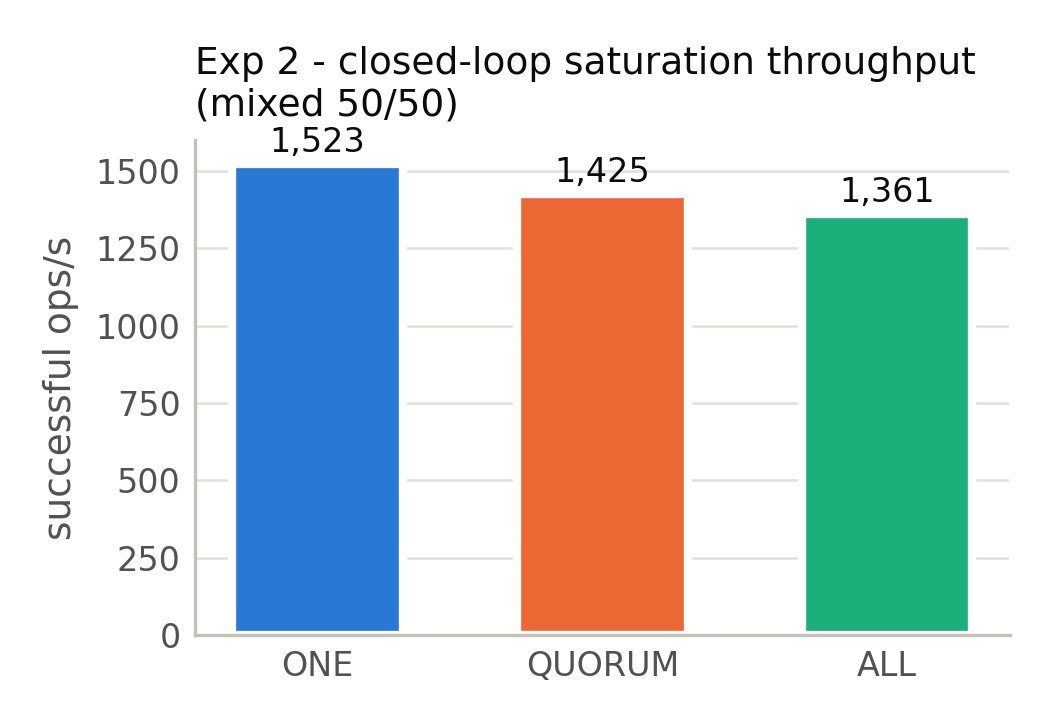 Exp 2 - closed-loop saturation throughput
(mixed 50/50)
1,523
1,425
1,361
successful ops/s
1500
1250
1000
750
500
250
0
ONE
QUORUM
ALL